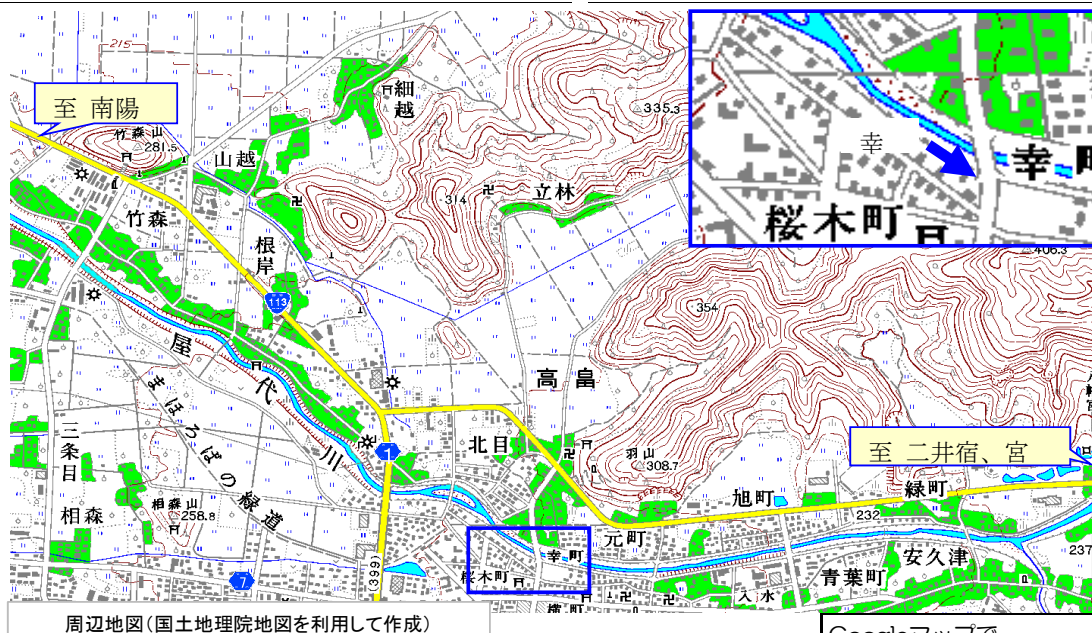 215
細越
335.3
至 南陽
竹森山
281.5
山越
314
立林
竹森
根岸
113
幸
幸町
桜木町
406.3
354
屋代川
まほろばの緑道
高畠
三条目
北目
1
羽山
308.7
至 二井宿、宮
相森山
258.8
相森
旭町
緑町
232
元町
幸町
237
安久津
(399)
桜木町
青葉町
入水
7
横町
周辺地図(国土地理院地図を利用して作成)
Googleマップで